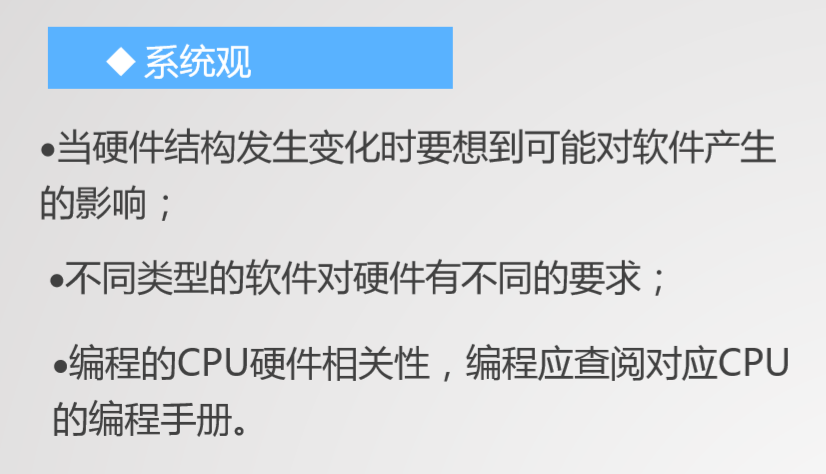 ◆ 系统观
•当硬件结构发生变化时要想到可能对软件产生
的影响；
•不同类型的软件对硬件有不同的要求；
•编程的CPU硬件相关性，编程应查阅对应CPU
的编程手册。